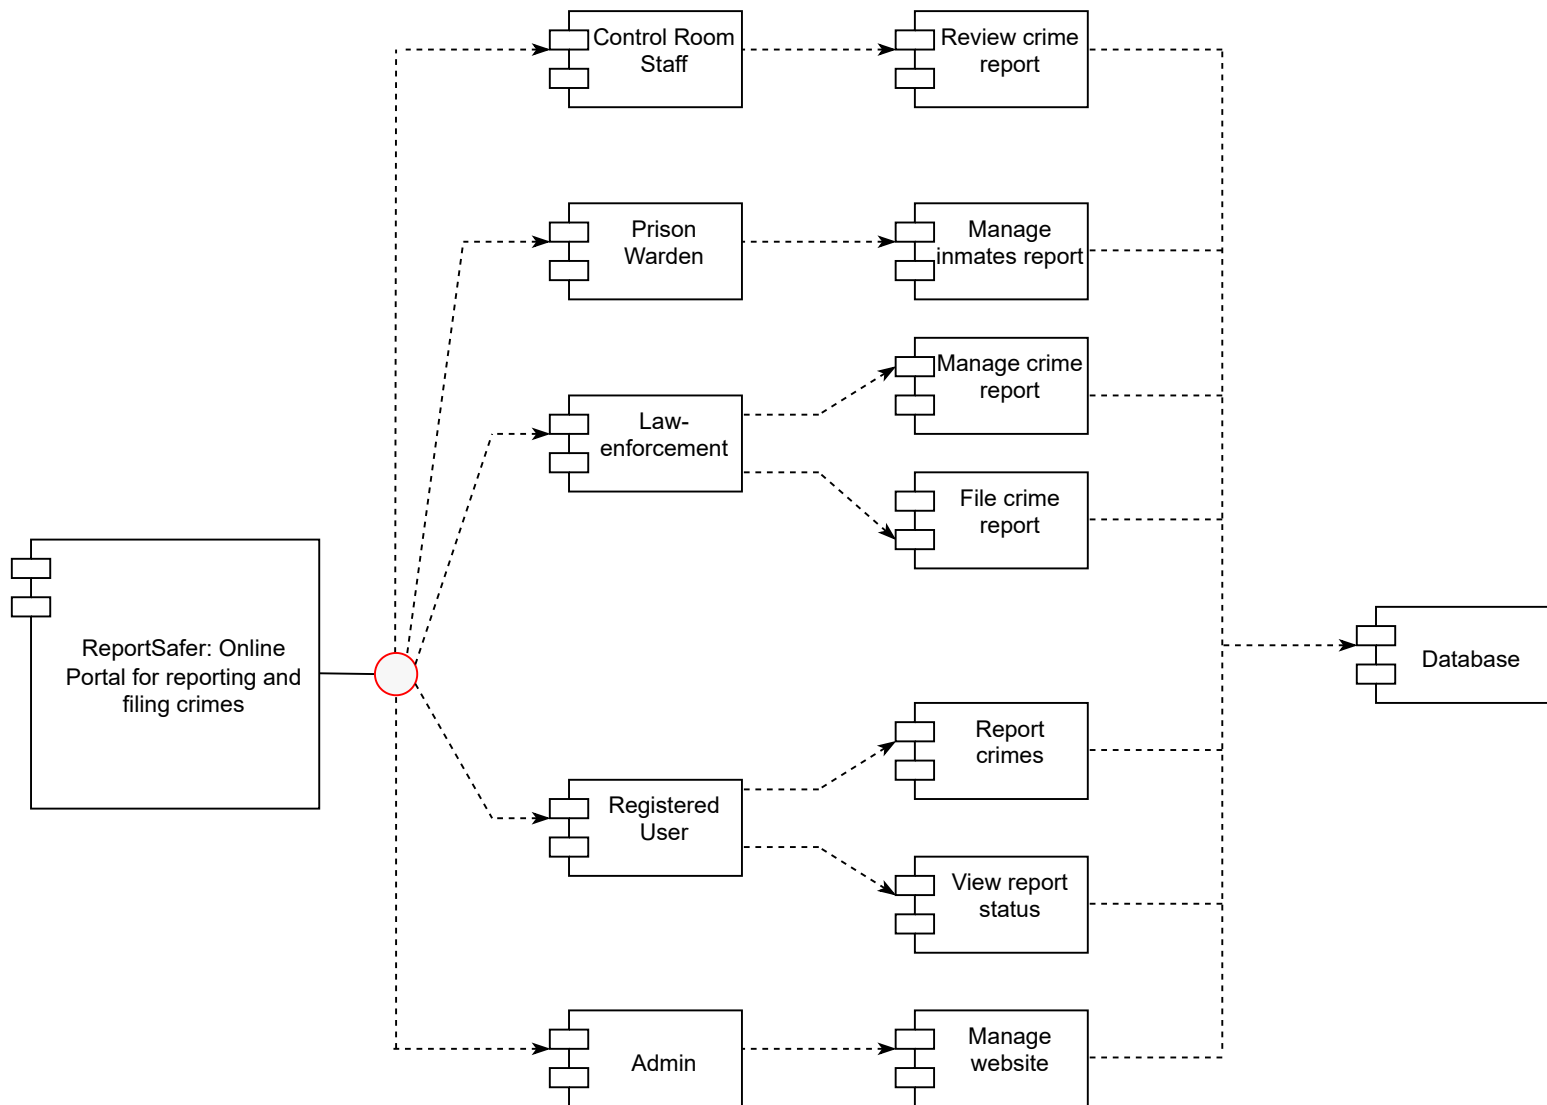 Control Room
Staff
Review crime
report
Prison
Warden
Manage
inmates report
Manage crime
report
Law-
enforcement
File crime
report
ReportSafer: Online
Portal for reporting and
filing crimes
Database
Report
crimes
Registered
User
View report
status
Admin
Manage
website